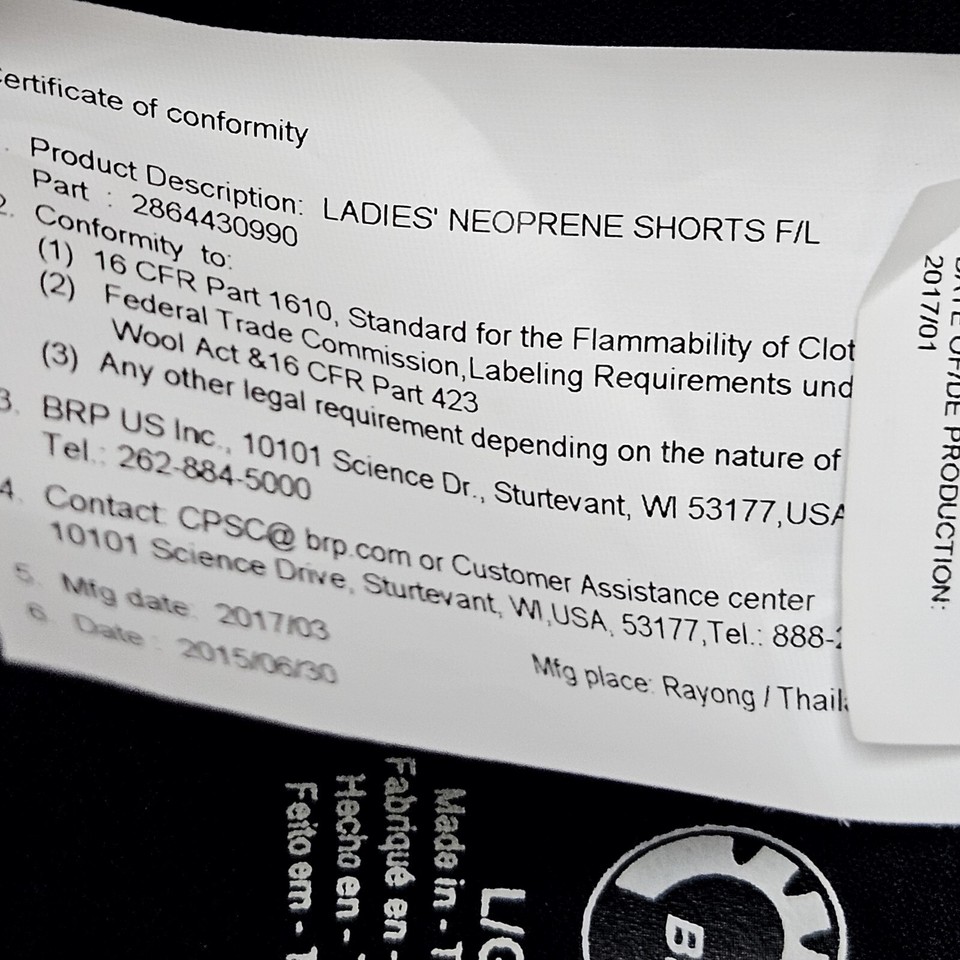 Certificate of conformity
Product Description: LADIES' NEOPRENE SHORTS F/L
Part : 2864430990
2. Conformity to:
(1) 16 CFR Part 1610, Standard for the Flammability of Clot
(2) Federal Trade Commission,Labeling Requirements und
Wool Act &16 CFR Part 423
(3) Any other legal requirement depending on the nature of
3. BRP US Inc., 10101 Science Dr., Sturtevant, WI 53177,USA
Tel.: 262-884-5000
4. Contact: CPSC@ brp.com or Customer Assistance center
10101 Science Drive, Sturtevant, WI,USA, 53177,Tel.: 888-
5. Mfg date: 2017/03
Mfg place: Rayong / Thail
6. Date : 2015/06/30
DATE OF/DE PRODUCTION:
2017/01
L/G
Made in - T
Fabriqué en -
Hecho en -
Feito em - T
B